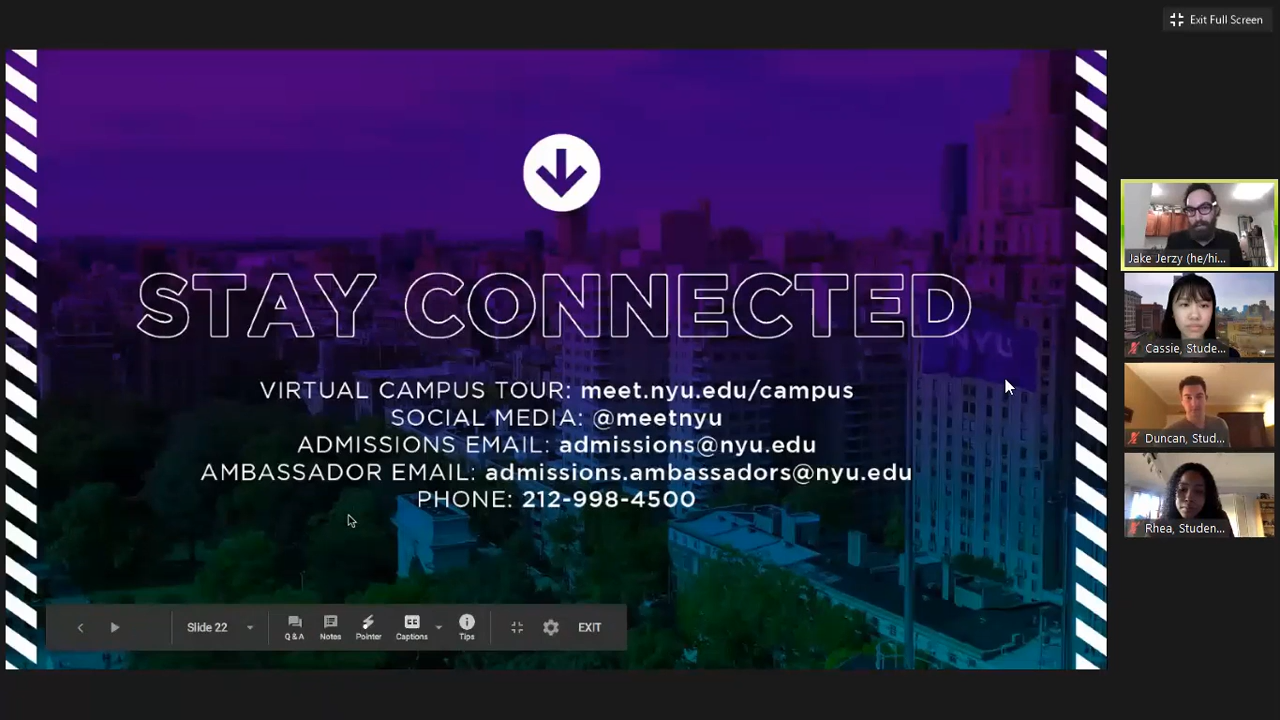 Exit Full Screen
STAY CONNECTED
VIRTUAL CAMPUS TOUR: meet.nyu.edu/campus
SOCIAL MEDIA: @meetnyu
ADMISSIONS EMAIL: admissions@nyu.edu
AMBASSADOR EMAIL: admissions.ambassadors@nyu.edu
PHONE: 212-998-4500
NYU
Slide 22
Q & A
Notes
Pointer
Captions
Tips
EXIT
Jake Jerzy (he/hi...
Cassie, Stude...
Duncan, Stud...
Rhea, Studen...